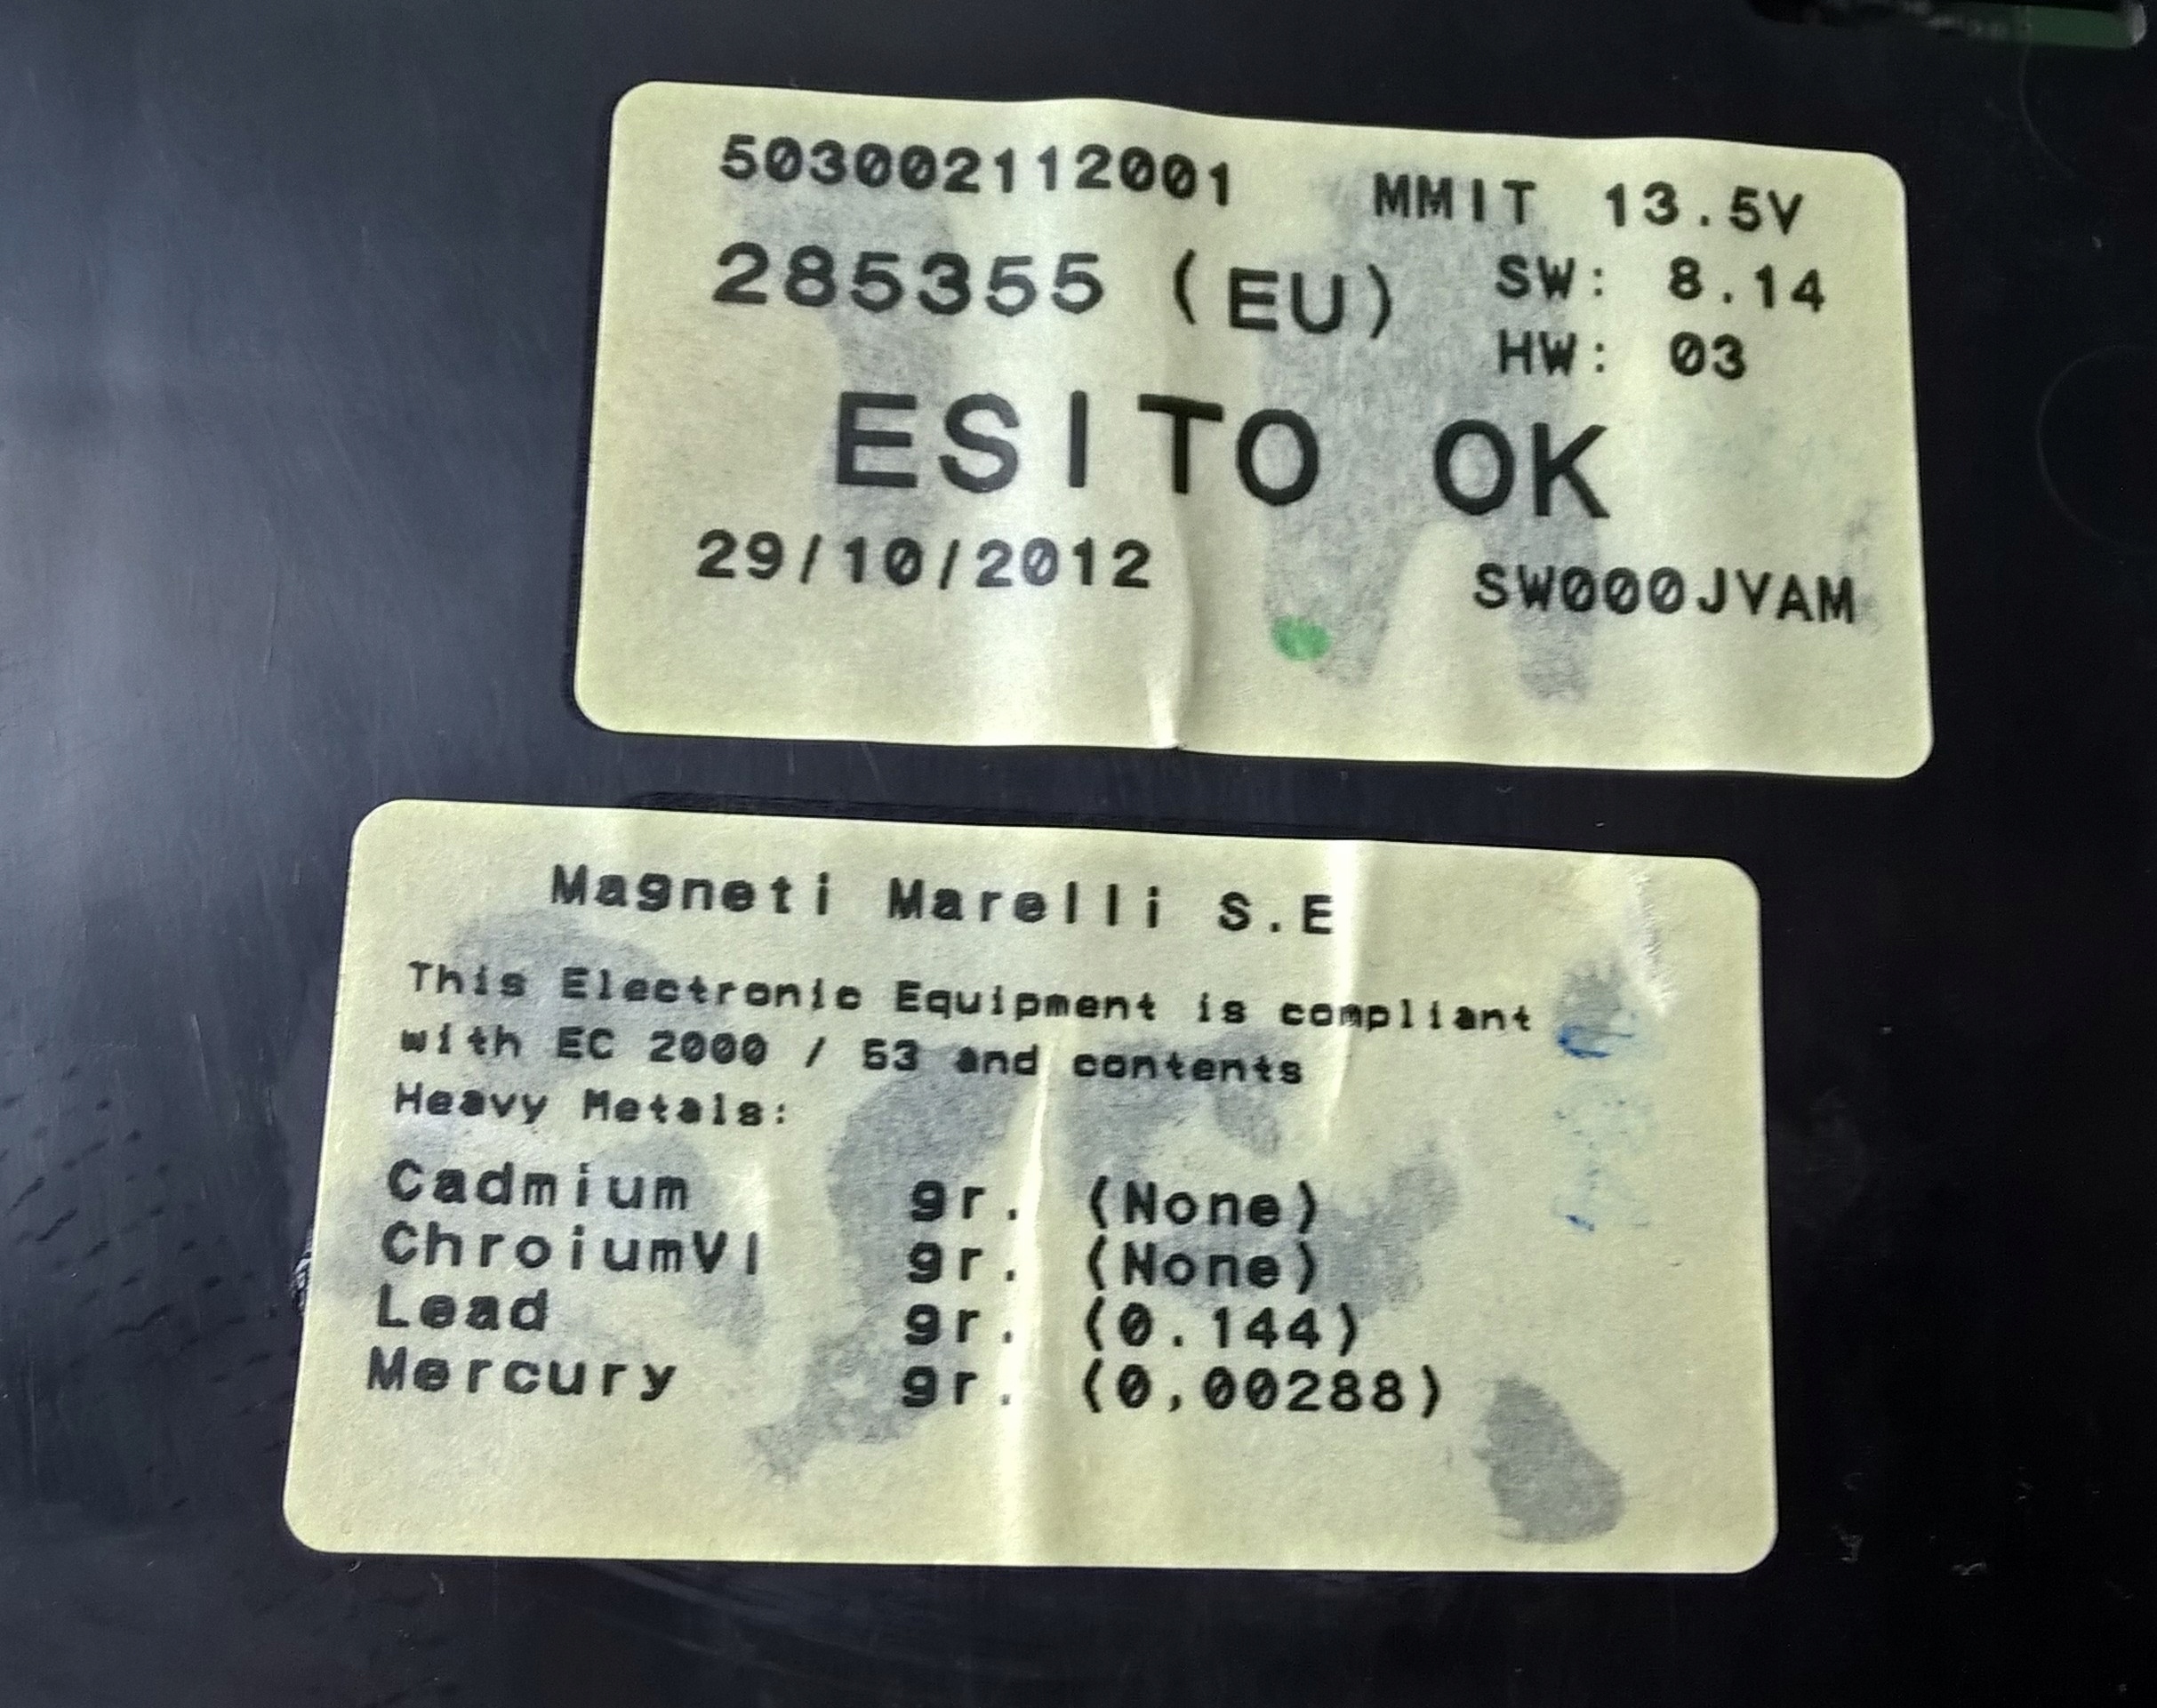 503002112001 MMIT 13.5V
285355 (EU) SW: 8.14
HW: 03
ESITO OK
29/10/2012 SW000JVAM
Magneti Marelli S.E
This Electronic Equipment is compliant
with EC 2000 / 53 and contents
Heavy Metals:
Cadmium gr. (None)
ChroiumVI gr. (None)
Lead gr. (0.144)
Mercury gr. (0,00288)